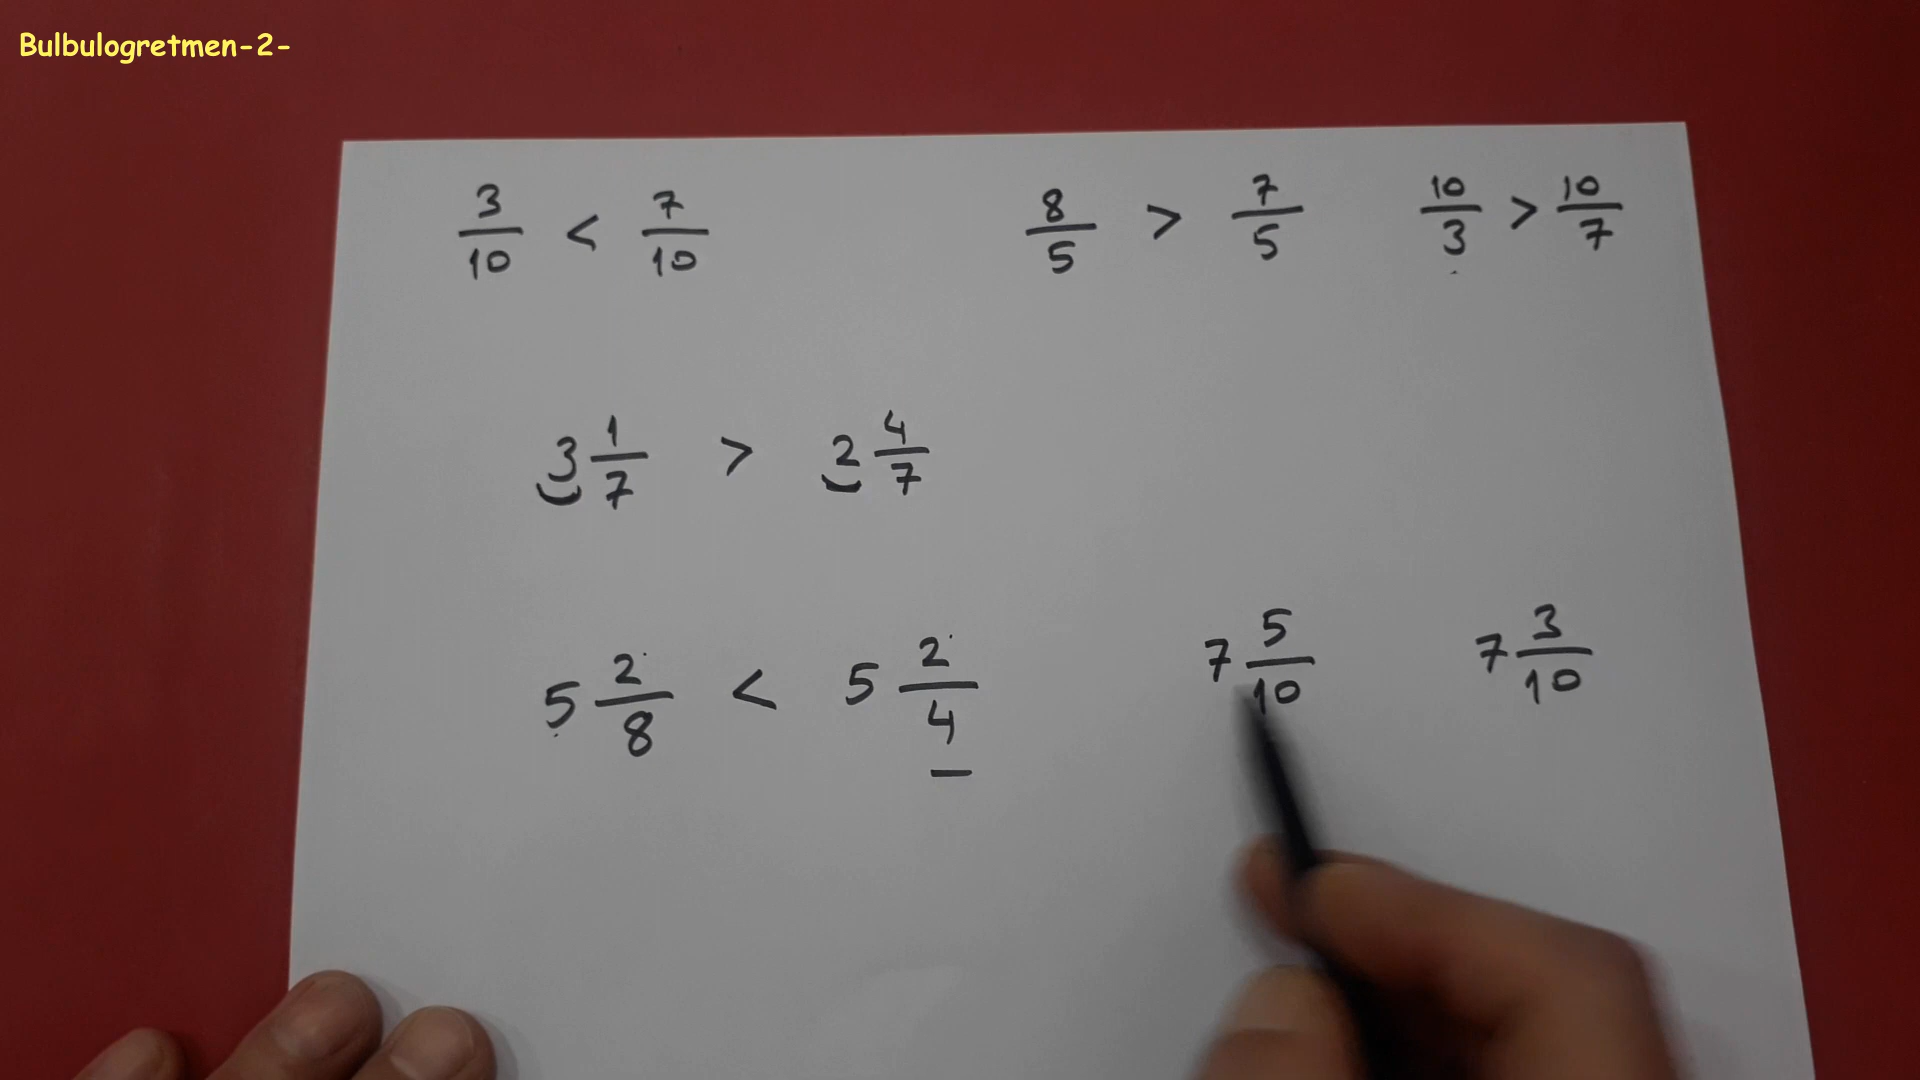 Bulbulogretmen-2-
3/10 < 7/10
8/5 > 7/5
10/3 > 10/7
3 1/7 > 2 4/7
5 2/8 < 5 2/4
7 5/10 7 3/10